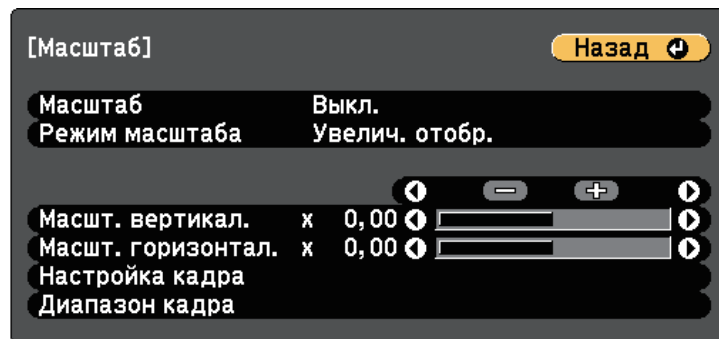 [Масштаб] Назад
Масштаб Выкл.
Режим масштаба Увелич. отобр.
− +
Масшт. вертикал. x 0,00
Масшт. горизонтал. x 0,00
Настройка кадра
Диапазон кадра